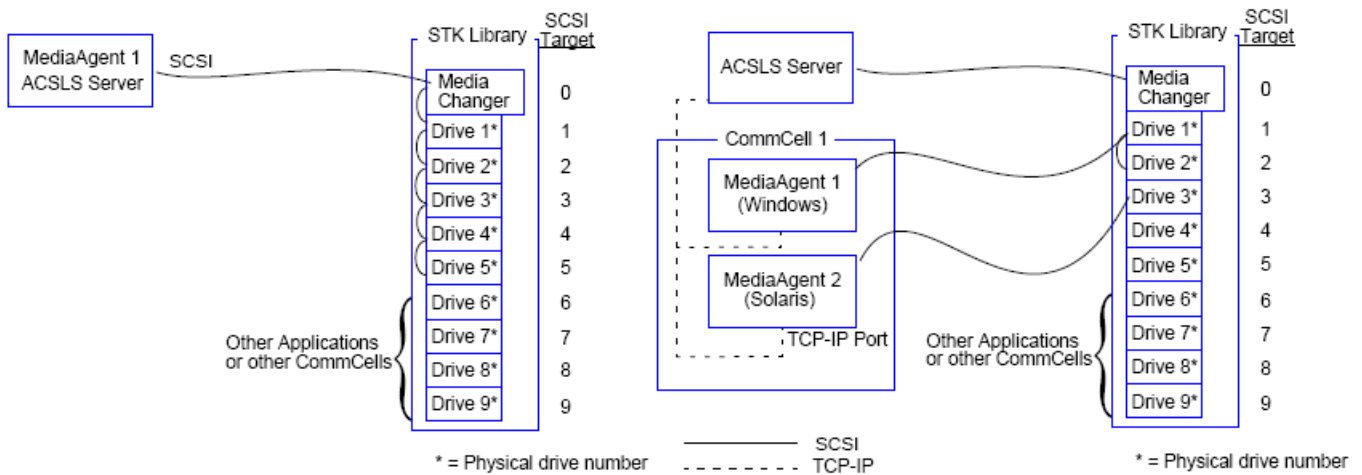 MediaAgent 1
ACSLS Server
SCSI
STK Library
SCSI
Target
Media
Changer
0
Drive 1*
1
Drive 2*
2
Drive 3*
3
Drive 4*
4
Drive 5*
5
Drive 6*
6
Drive 7*
7
Drive 8*
8
Drive 9*
9
Other Applications
or other CommCells
* = Physical drive number
ACSLS Server
CommCell 1
MediaAgent 1
(Windows)
MediaAgent 2
(Solaris)
TCP-IP Port
SCSI
TCP-IP
STK Library
SCSI
Target
Media
Changer
0
Drive 1*
1
Drive 2*
2
Drive 3*
3
Drive 4*
4
Drive 5*
5
Drive 6*
6
Drive 7*
7
Drive 8*
8
Drive 9*
9
Other Applications
or other CommCells
* = Physical drive number